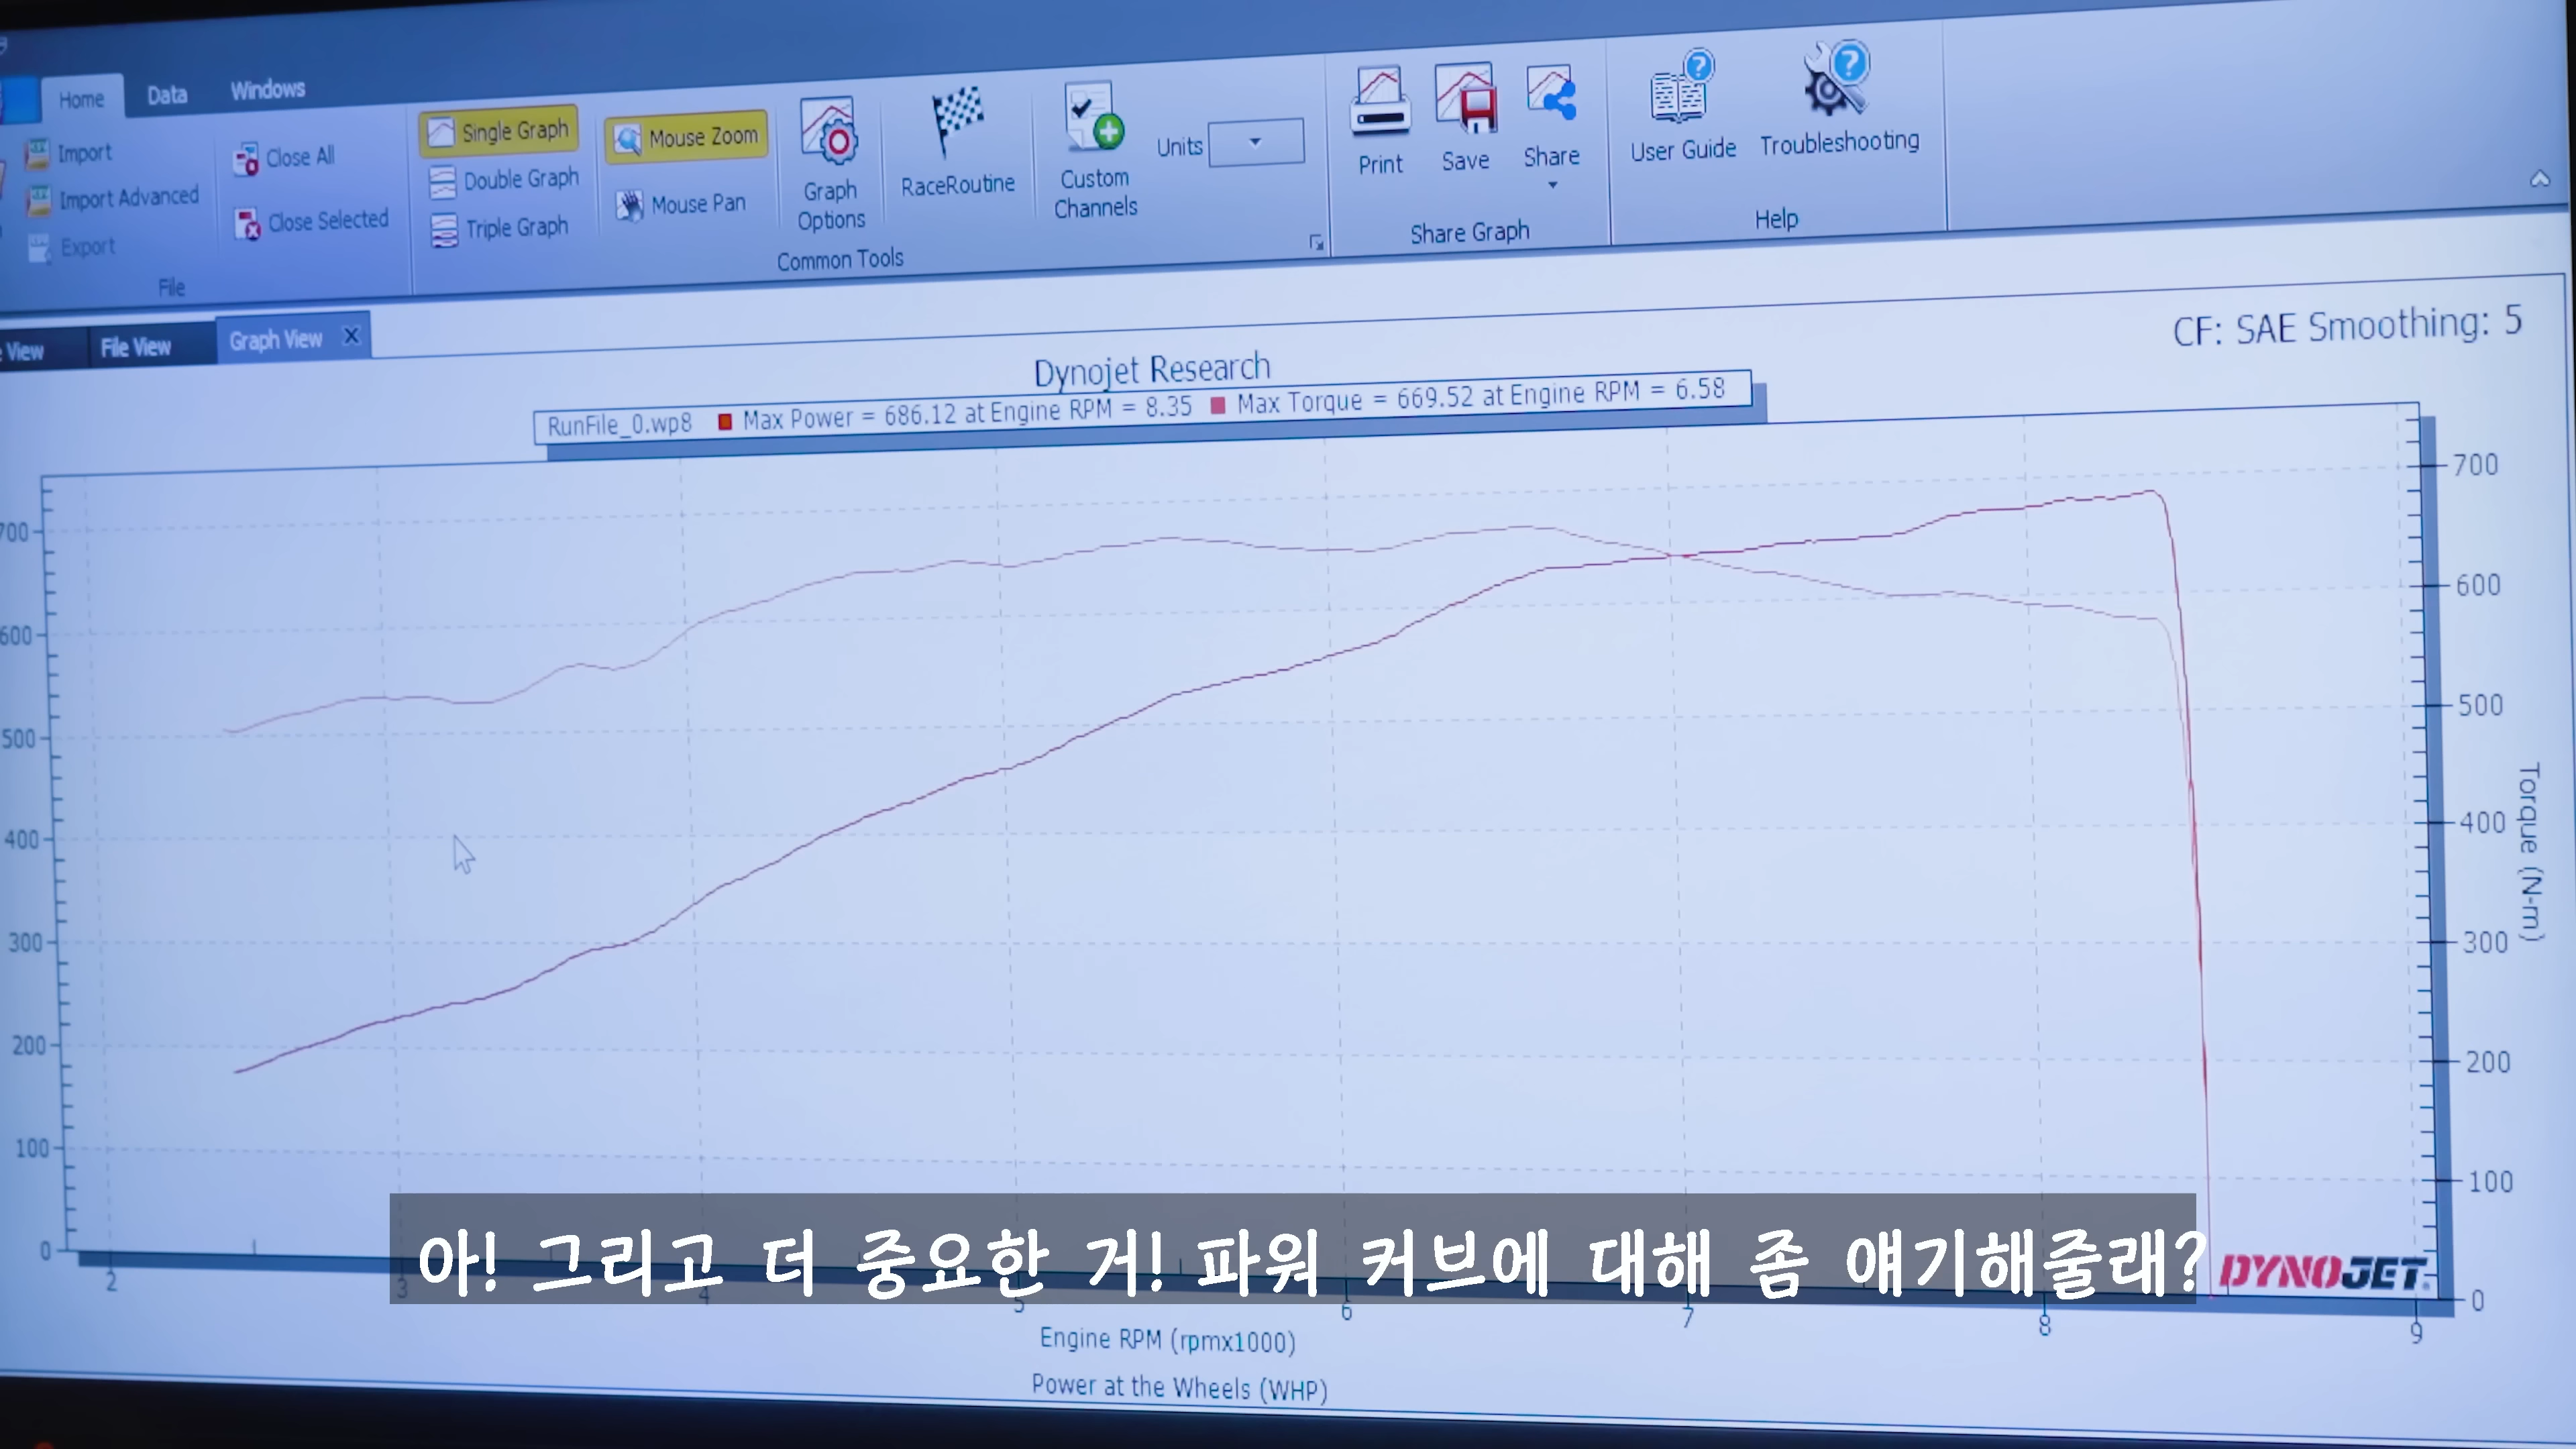 Home Data Windows
Import
Import Advanced
Export
File
Close All
Close Selected
Single Graph
Double Graph
Triple Graph
Mouse Zoom
Mouse Pan
Graph
Options
RaceRoutine
Custom
Channels
Units
Common Tools
Print Save Share
Share Graph
User Guide Troubleshooting
Help
View File View Graph View X
CF: SAE Smoothing: 5
Dynojet Research
RunFile_0.wp8 Max Power = 686.12 at Engine RPM = 8.35 Max Torque = 669.52 at Engine RPM = 6.58
700
600
500
400
300
200
100
0
700
600
500
400
300
200
100
0
Torque (N-m)
아! 그리고 더 중요한 거! 파워 커브에 대해 좀 얘기해줄래?
DYNOJET
2 3 4 5 6 7 8 9
Engine RPM (rpmx1000)
Power at the Wheels (WHP)